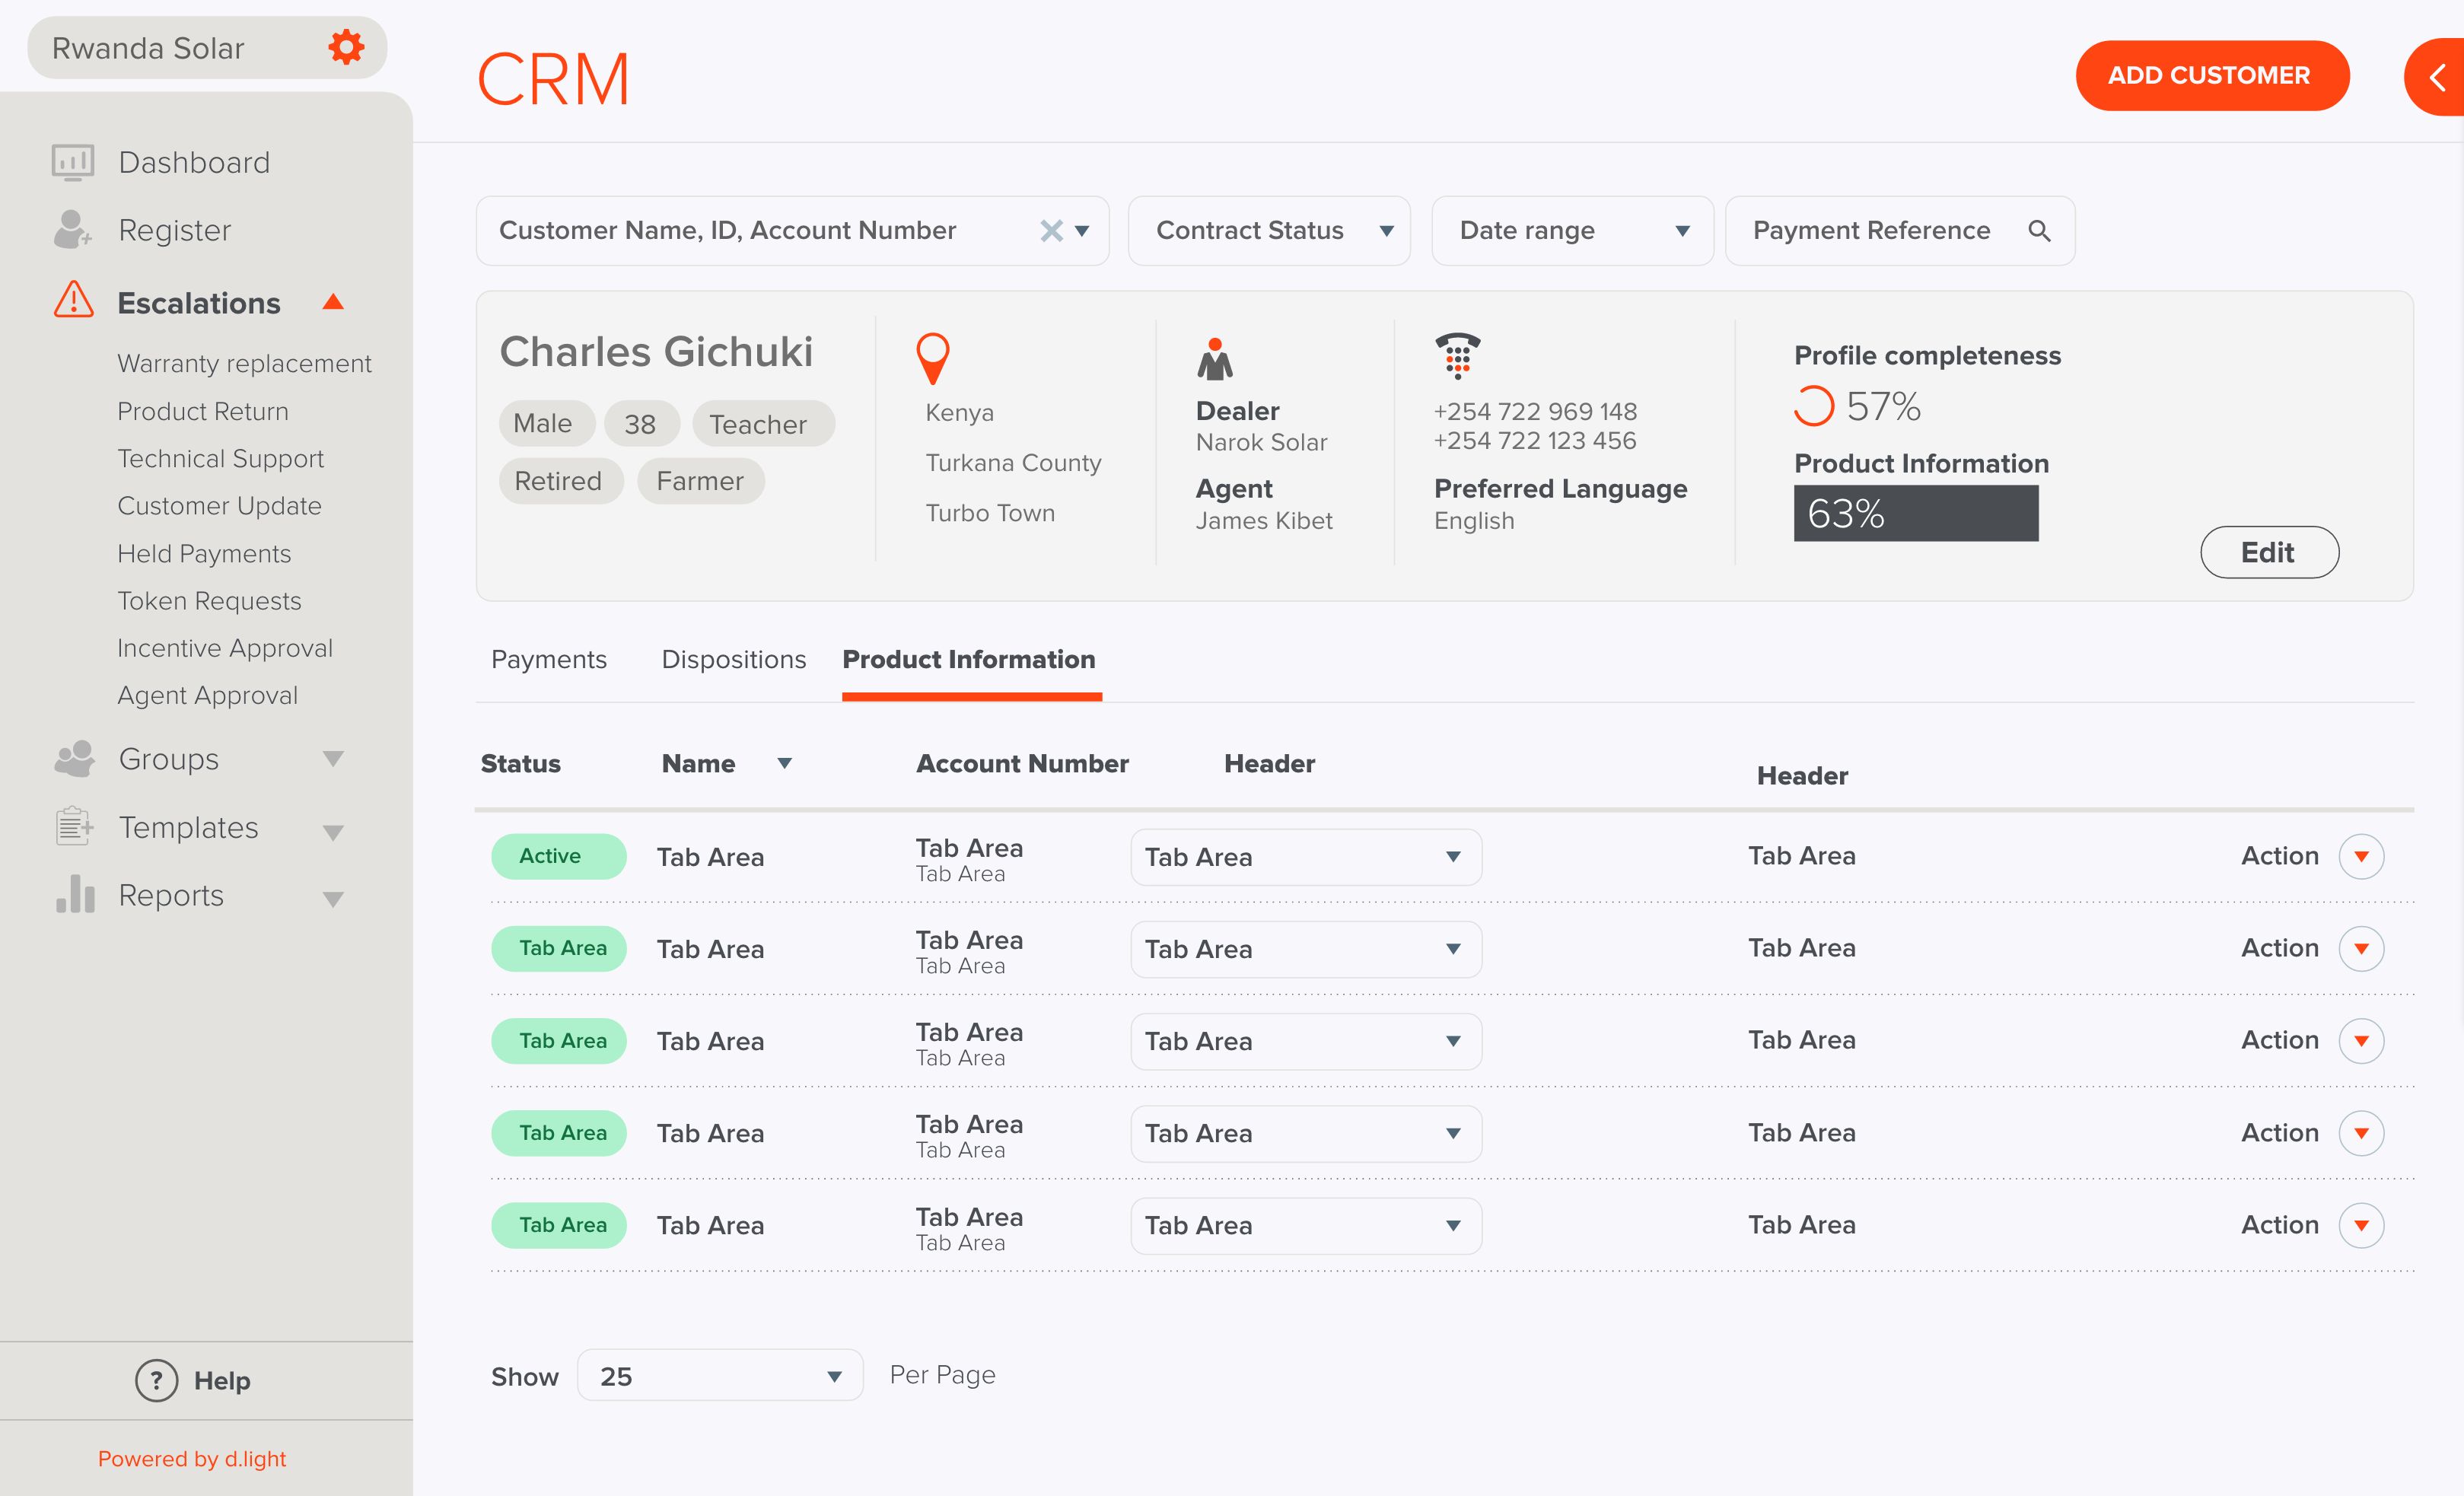 Rwanda Solar
Dashboard
Register
Escalations
Warranty replacement
Product Return
Technical Support
Customer Update
Held Payments
Token Requests
Incentive Approval
Agent Approval
Groups
Templates
Reports
? Help
Powered by d.light
CRM
ADD CUSTOMER
Customer Name, ID, Account Number
Contract Status
Date range
Payment Reference
Charles Gichuki
Male 38 Teacher
Retired Farmer
Kenya
Turkana County
Turbo Town
Dealer
Narok Solar
Agent
James Kibet
+254 722 969 148
+254 722 123 456
Preferred Language
English
Profile completeness
57%
Product Information
63%
Edit
Payments Dispositions Product Information
Status Name Account Number Header Header
Active Tab Area Tab Area Tab Area Tab Area Action
Tab Area
Tab Area Tab Area Tab Area Tab Area Tab Area Action
Tab Area
Tab Area Tab Area Tab Area Tab Area Tab Area Action
Tab Area
Tab Area Tab Area Tab Area Tab Area Tab Area Action
Tab Area
Tab Area Tab Area Tab Area Tab Area Tab Area Action
Tab Area
Show 25 Per Page